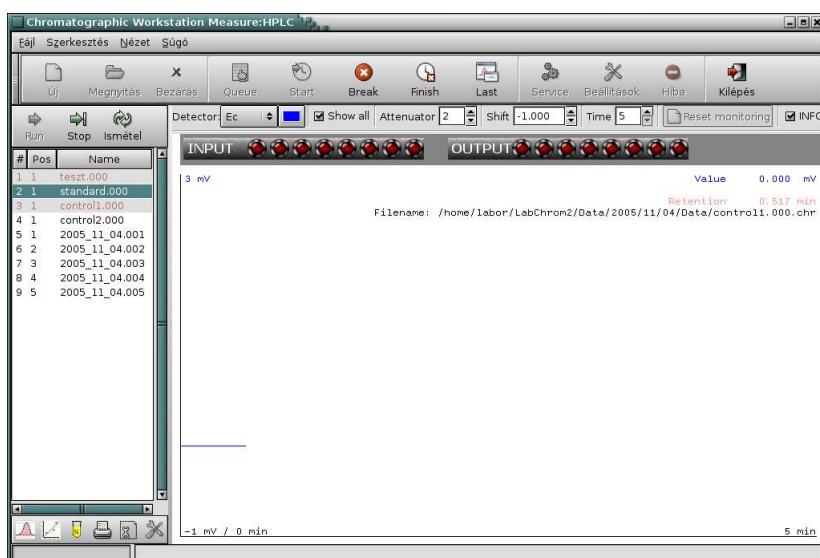 Chromatographic Workstation Measure:HPLC
Fájl Szerkesztés Nézet Súgó
Új Megnyitás Bezárás Queue Start Break Finish Last Service Beállítások Hiba Kilépés
Run Stop Ismétel
Detector: Ec Show all Attenuator 2 Shift -1.000 Time 5 Reset monitoring INFO
INPUT OUTPUT
# Pos Name
1 1 teszt.000
2 1 standard.000
3 1 control1.000
4 1 control2.000
5 1 2005_11_04.001
6 2 2005_11_04.002
7 3 2005_11_04.003
8 4 2005_11_04.004
9 5 2005_11_04.005
3 mV
Value 0.000 mV
Retention 0.517 min
Filename: /home/labor/LabChrom2/Data/2005/11/04/Data/control1.000.chr
-1 mV / 0 min
5 min